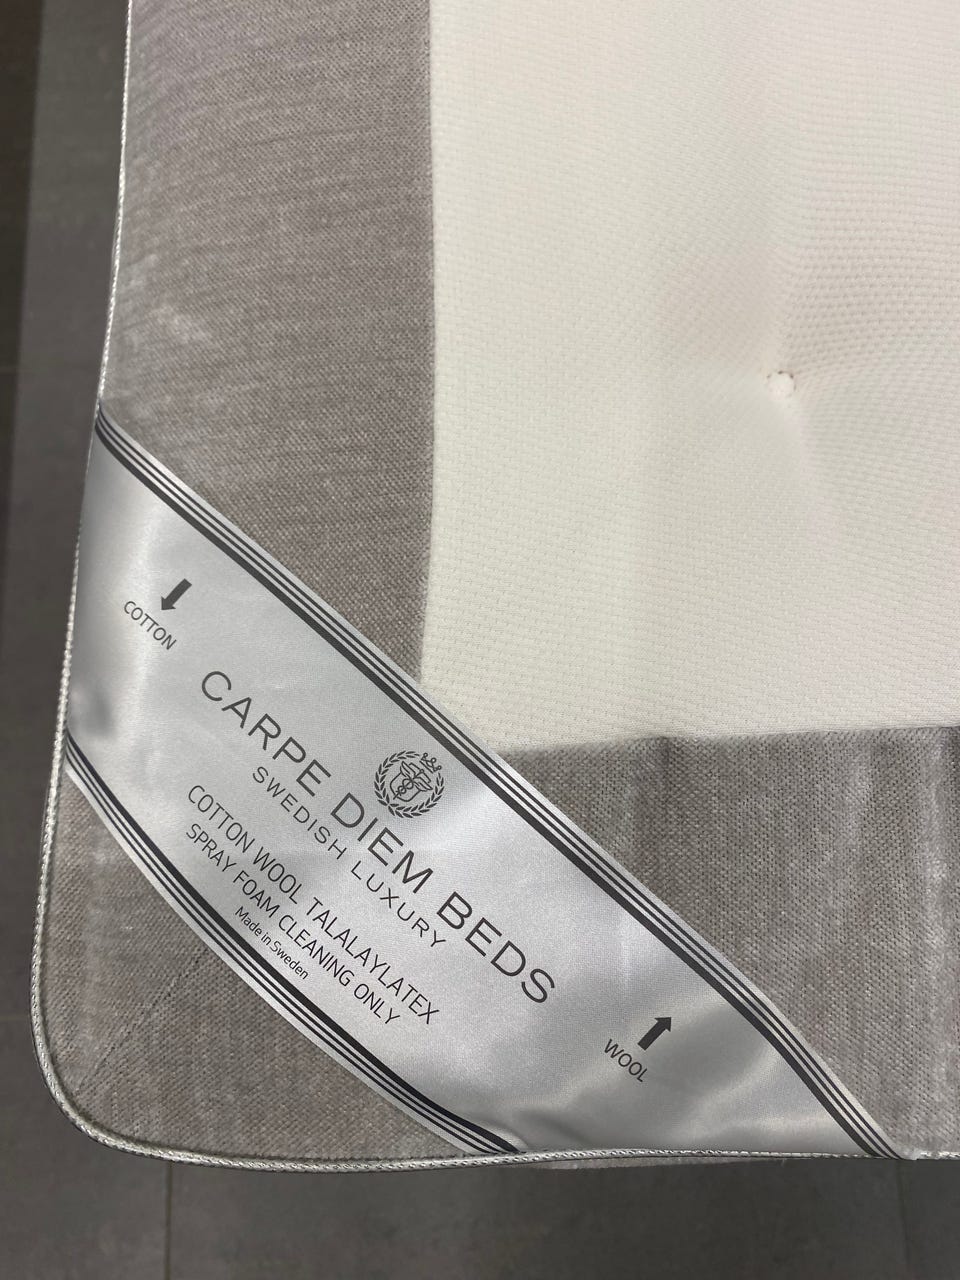 COTTON
CARPE DIEM BEDS
SWEDISH LUXURY
COTTON WOOL TALALAYLATEX
SPRAY FOAM CLEANING ONLY
Made in Sweden
WOOL